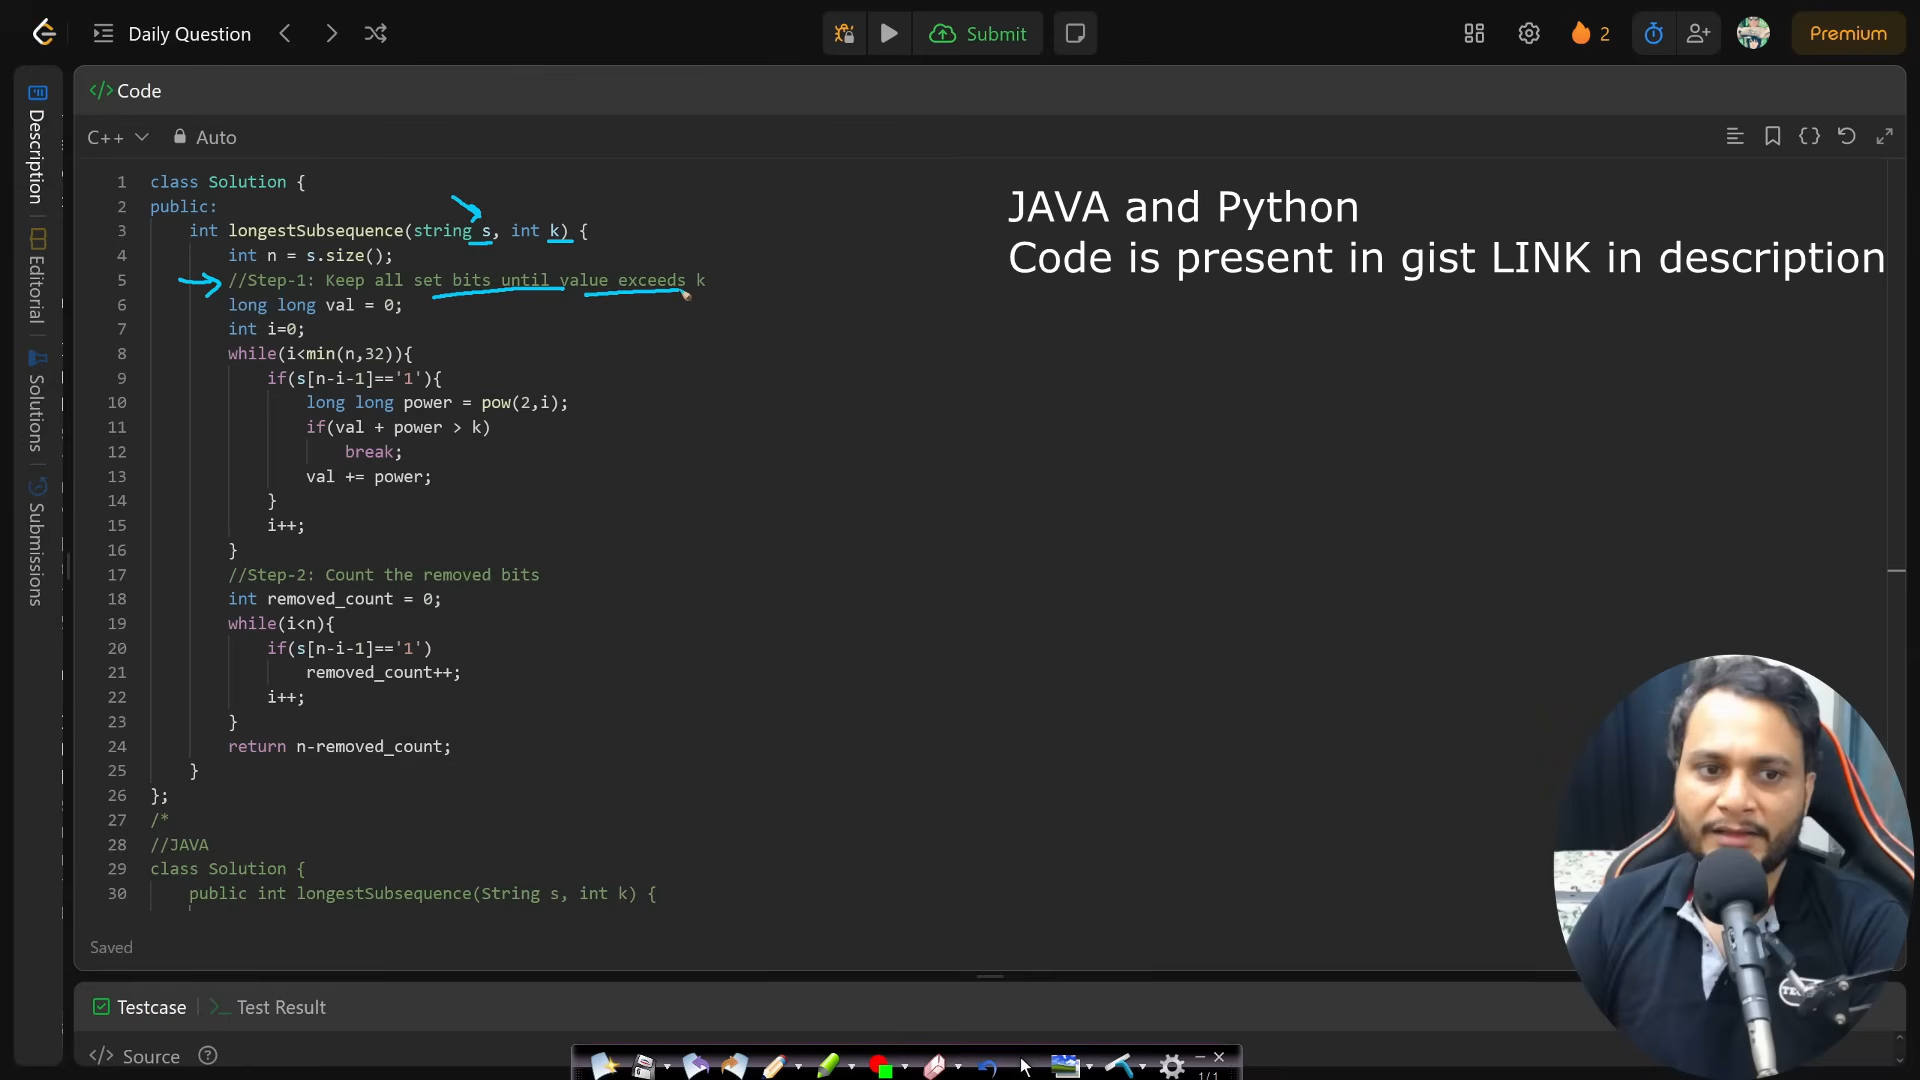 Daily Question
Submit
2
Premium
Description
Editorial
Solutions
Submissions
</> Code
C++
Auto
1 class Solution {
2 public:
3 int longestSubsequence(string s, int k) {
4 int n = s.size();
5 //Step-1: Keep all set bits until value exceeds k
6 long long val = 0;
7 int i=0;
8 while(i<min(n,32)){
9 if(s[n-i-1]=='1'){
10 long long power = pow(2,i);
11 if(val + power > k)
12 break;
13 val += power;
14 }
15 i++;
16 }
17 //Step-2: Count the removed bits
18 int removed_count = 0;
19 while(i<n){
20 if(s[n-i-1]=='1')
21 removed_count++;
22 i++;
23 }
24 return n-removed_count;
25 }
26 };
27 /*
28 //JAVA
29 class Solution {
30 public int longestSubsequence(String s, int k) {
JAVA and Python
Code is present in gist LINK in description
Saved
Testcase
Test Result
</> Source
1/1